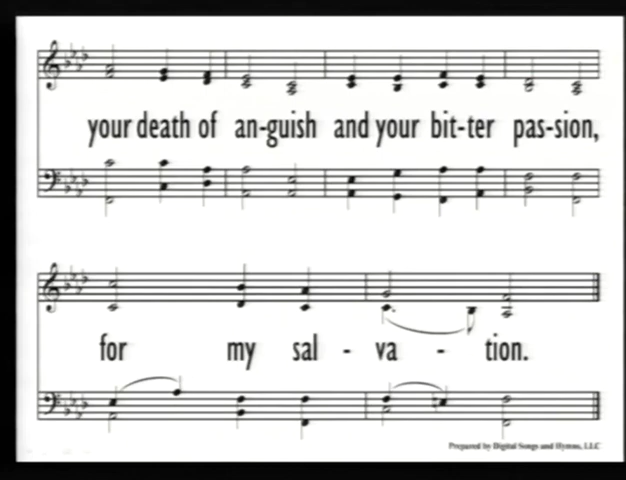 your death of an-guish and your bit-ter pas-sion,
for my sal - va - tion.
Prepared by Digital Songs and Hymns, LLC